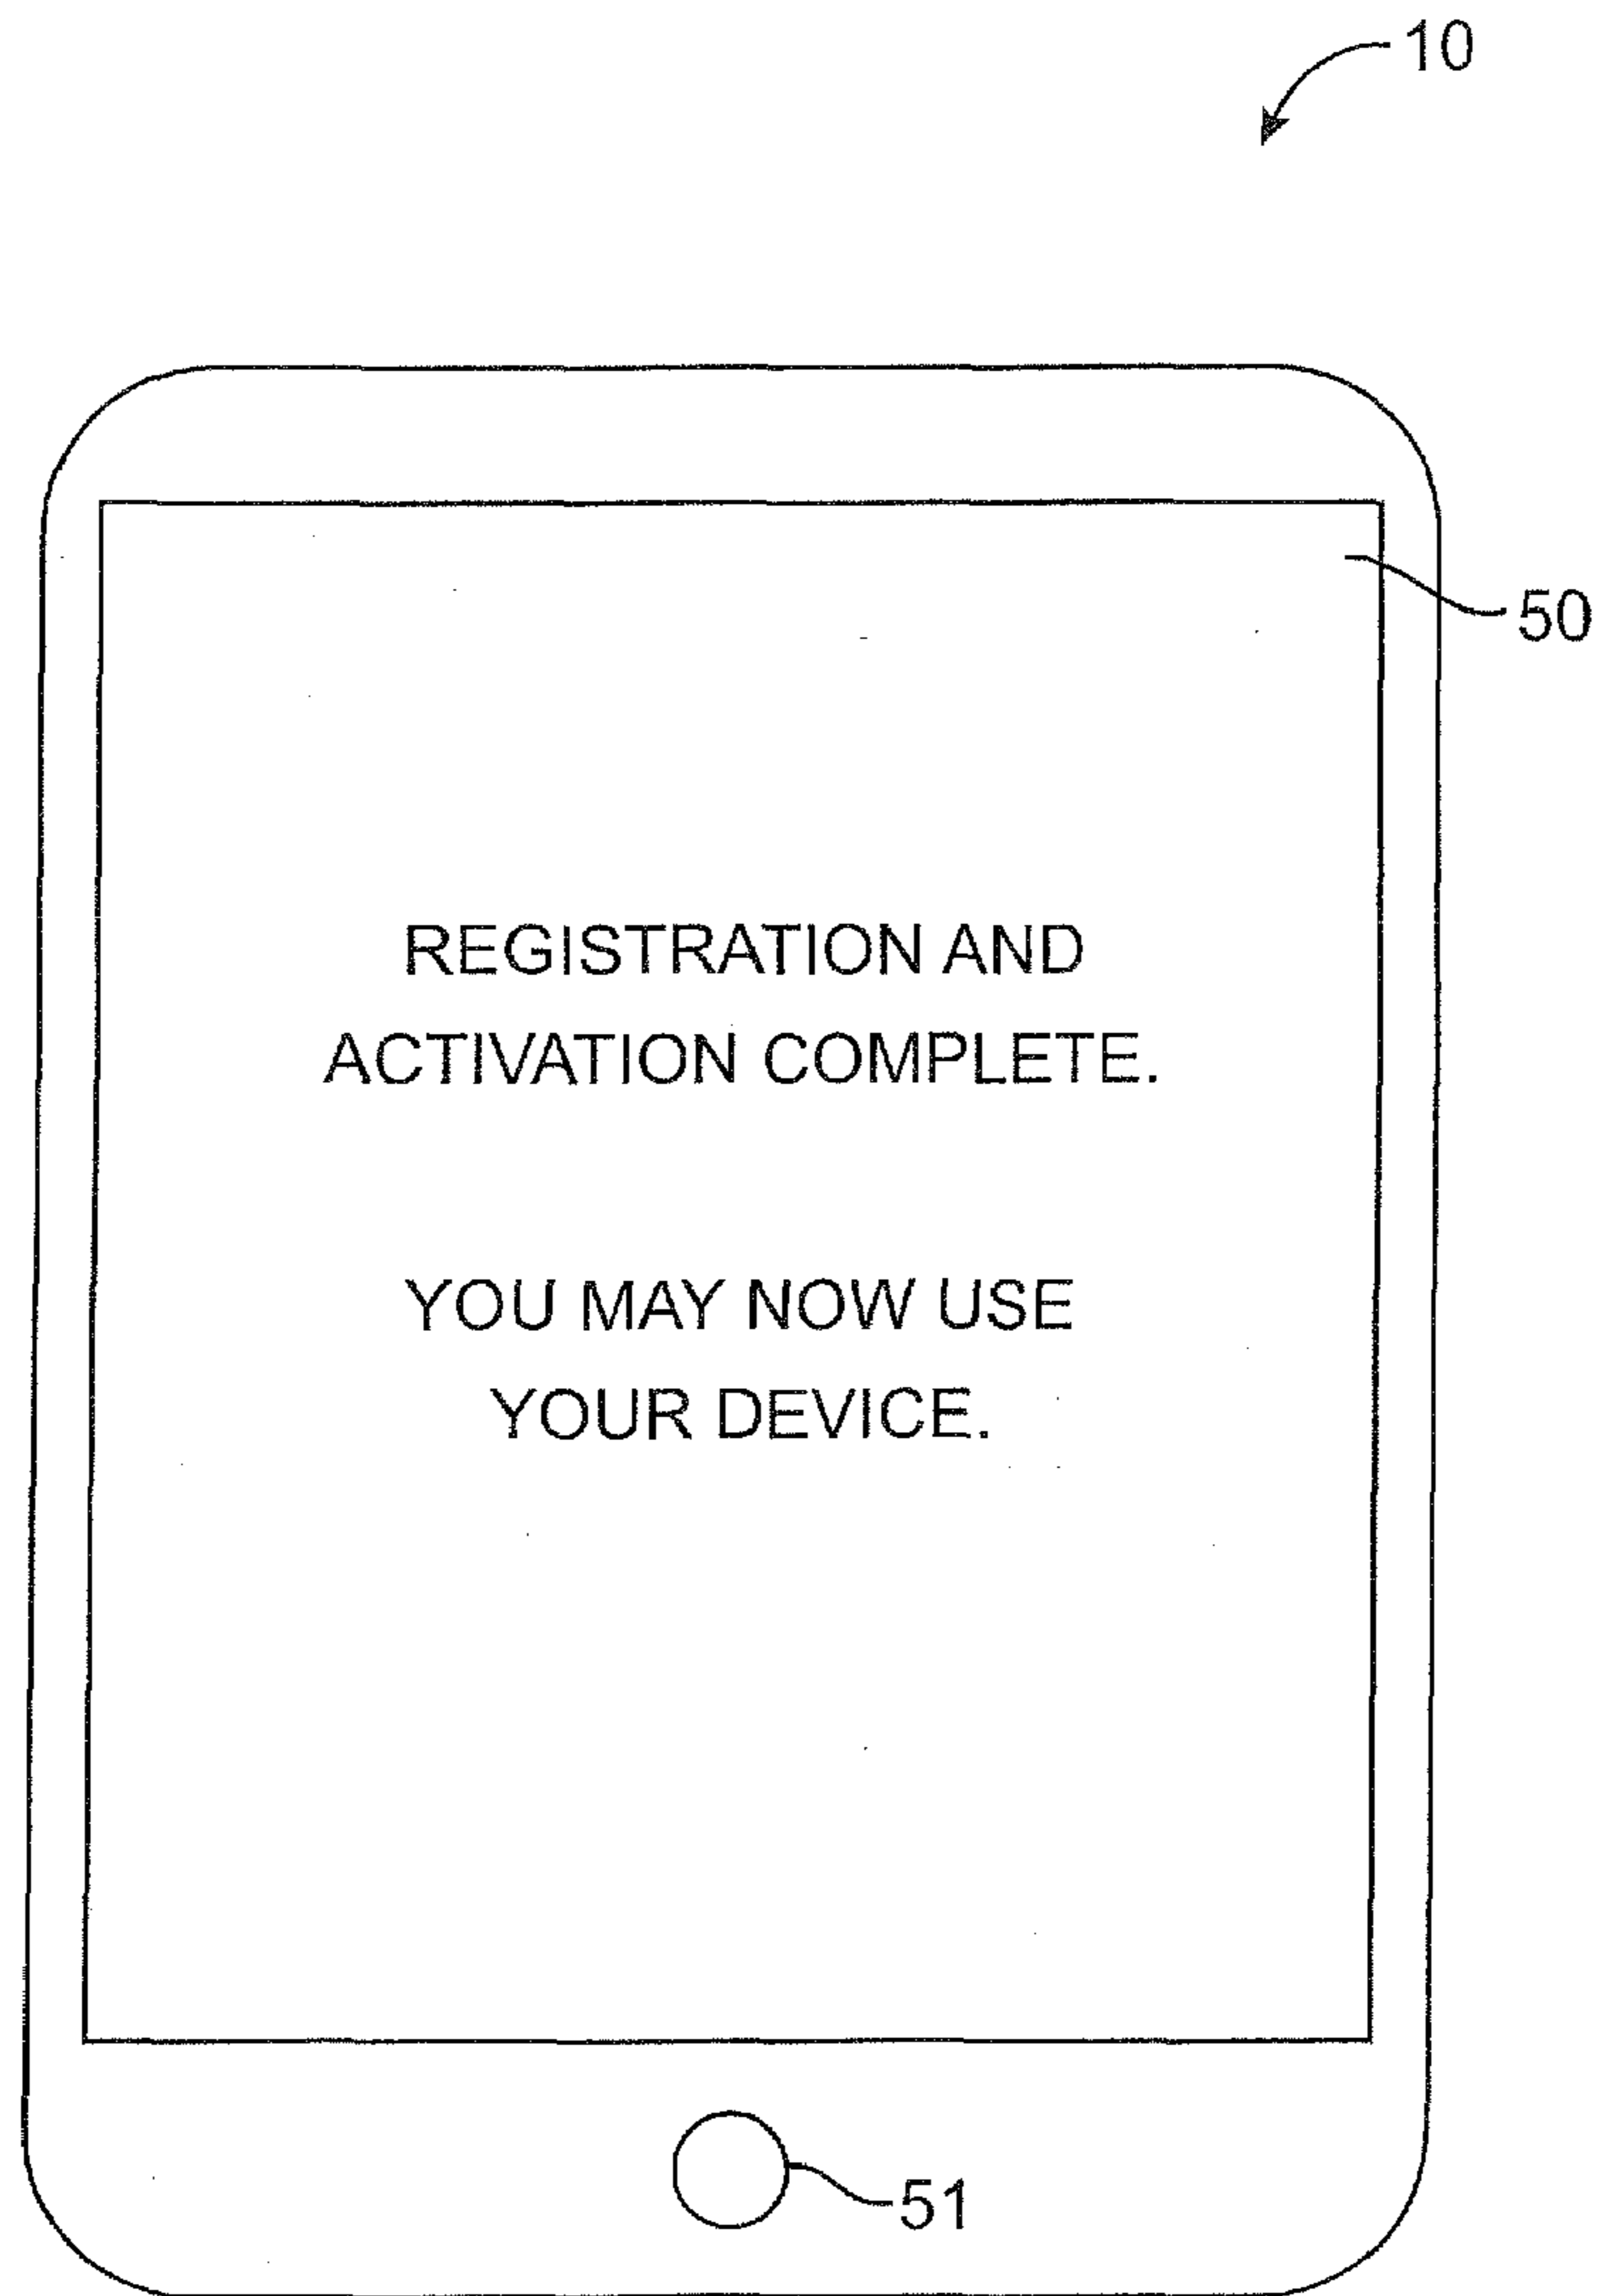 10
50
REGISTRATION AND
ACTIVATION COMPLETE.
YOU MAY NOW USE
YOUR DEVICE.
51